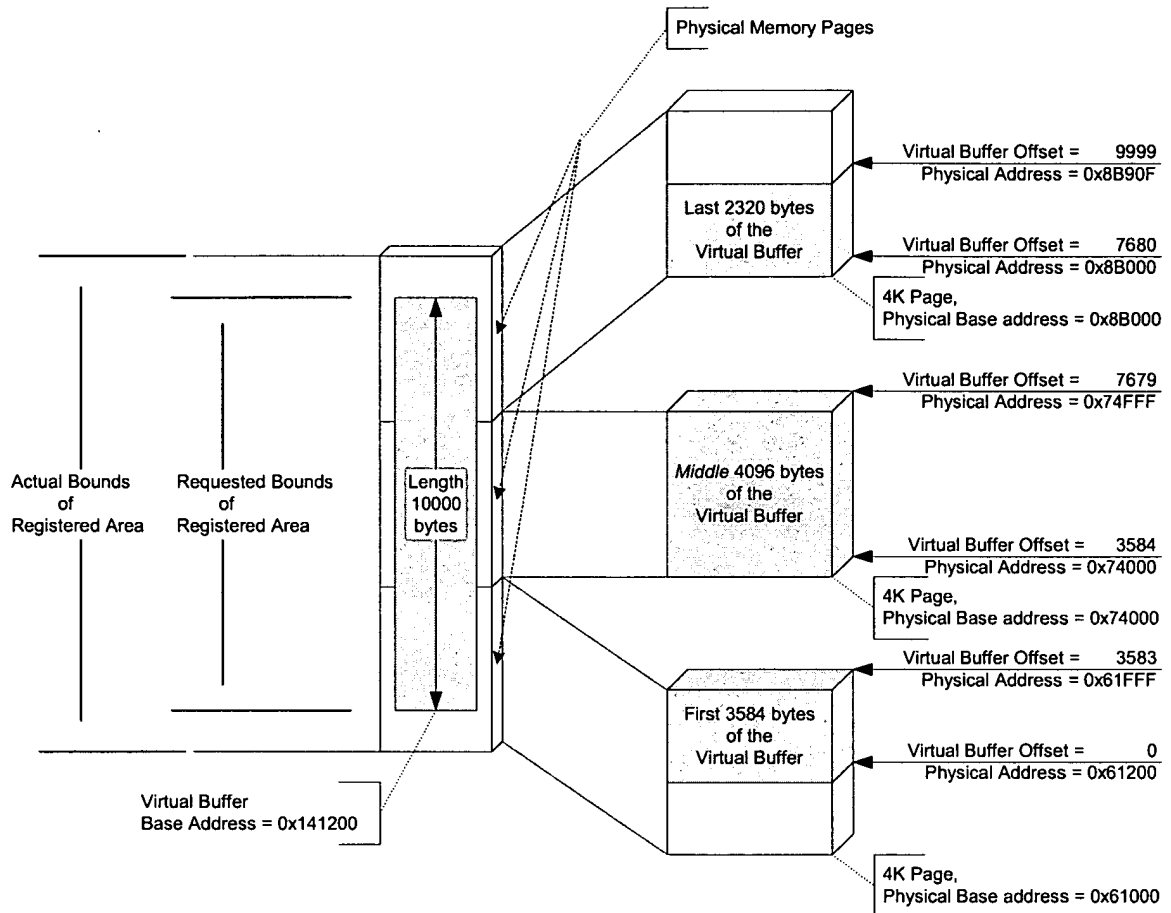 Physical Memory Pages
Virtual Buffer Offset = 9999
Physical Address = 0x8B90F
Last 2320 bytes
of the
Virtual Buffer
Virtual Buffer Offset = 7680
Physical Address = 0x8B000
4K Page,
Physical Base address = 0x8B000
Virtual Buffer Offset = 7679
Physical Address = 0x74FFF
Actual Bounds
of
Registered Area
Requested Bounds
of
Registered Area
Length
10000
bytes
Middle 4096 bytes
of the
Virtual Buffer
Virtual Buffer Offset = 3584
Physical Address = 0x74000
4K Page,
Physical Base address = 0x74000
Virtual Buffer Offset = 3583
Physical Address = 0x61FFF
First 3584 bytes
of the
Virtual Buffer
Virtual Buffer Offset = 0
Physical Address = 0x61200
Virtual Buffer
Base Address = 0x141200
4K Page,
Physical Base address = 0x61000